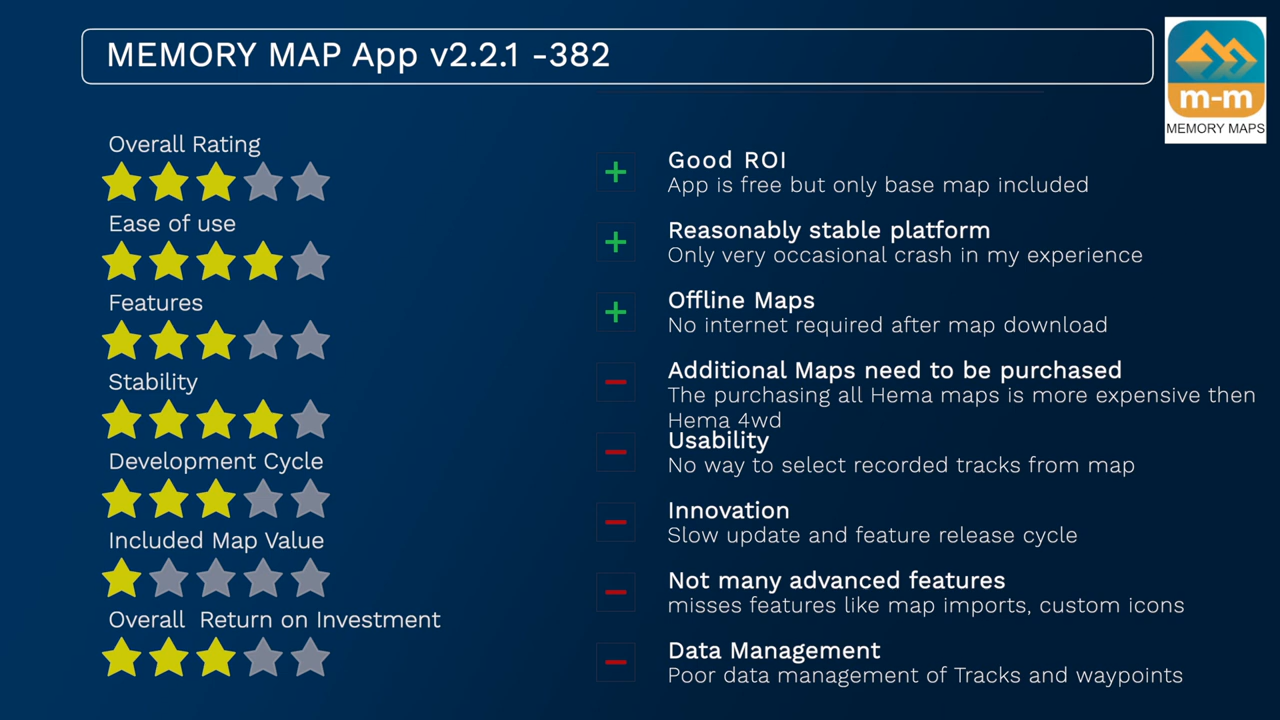 MEMORY MAP App v2.2.1 -382
m-m
MEMORY MAPS
Overall Rating
Ease of use
Features
Stability
Development Cycle
Included Map Value
Overall  Return on Investment
Good ROI
App is free but only base map included
Reasonably stable platform
Only very occasional crash in my experience
Offline Maps
No internet required after map download
Additional Maps need to be purchased
The purchasing all Hema maps is more expensive then
Hema 4wd
Usability
No way to select recorded tracks from map
Innovation
Slow update and feature release cycle
Not many advanced features
misses features like map imports, custom icons
Data Management
Poor data management of Tracks and waypoints